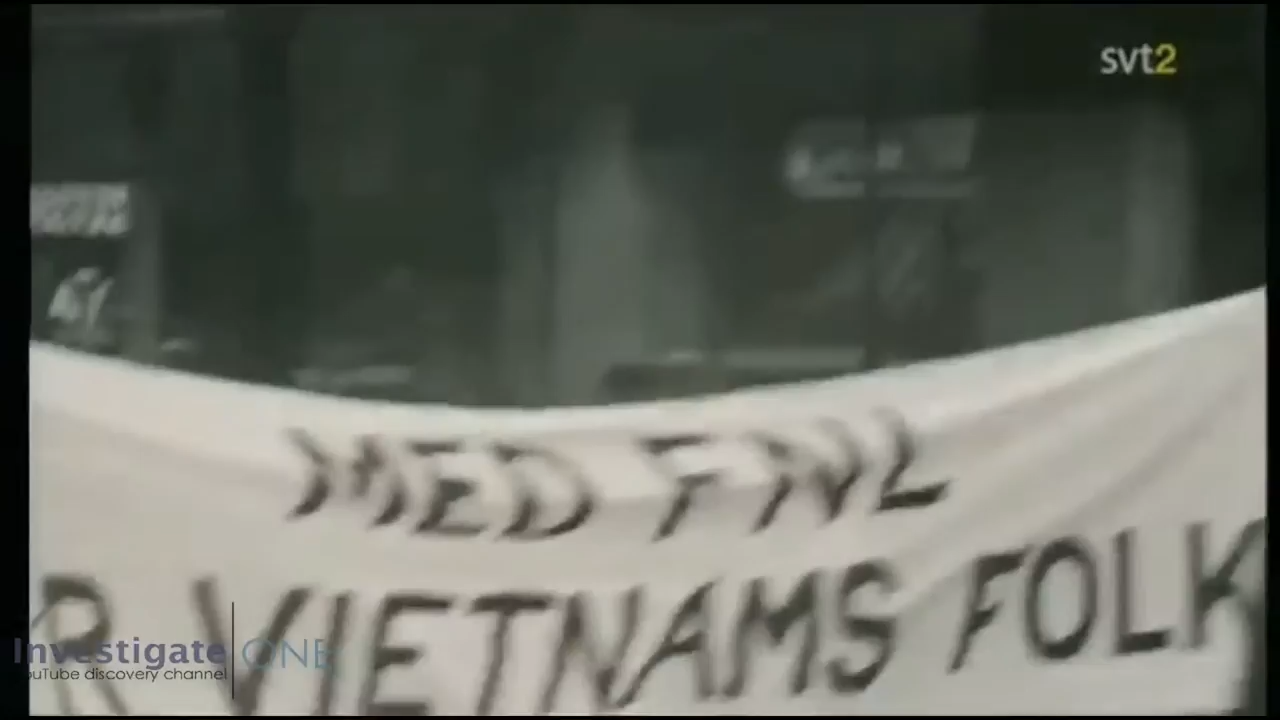 svt2
MED FNL
R VIETNAMS FOLK
Investigate ONE
ouTube discovery channel